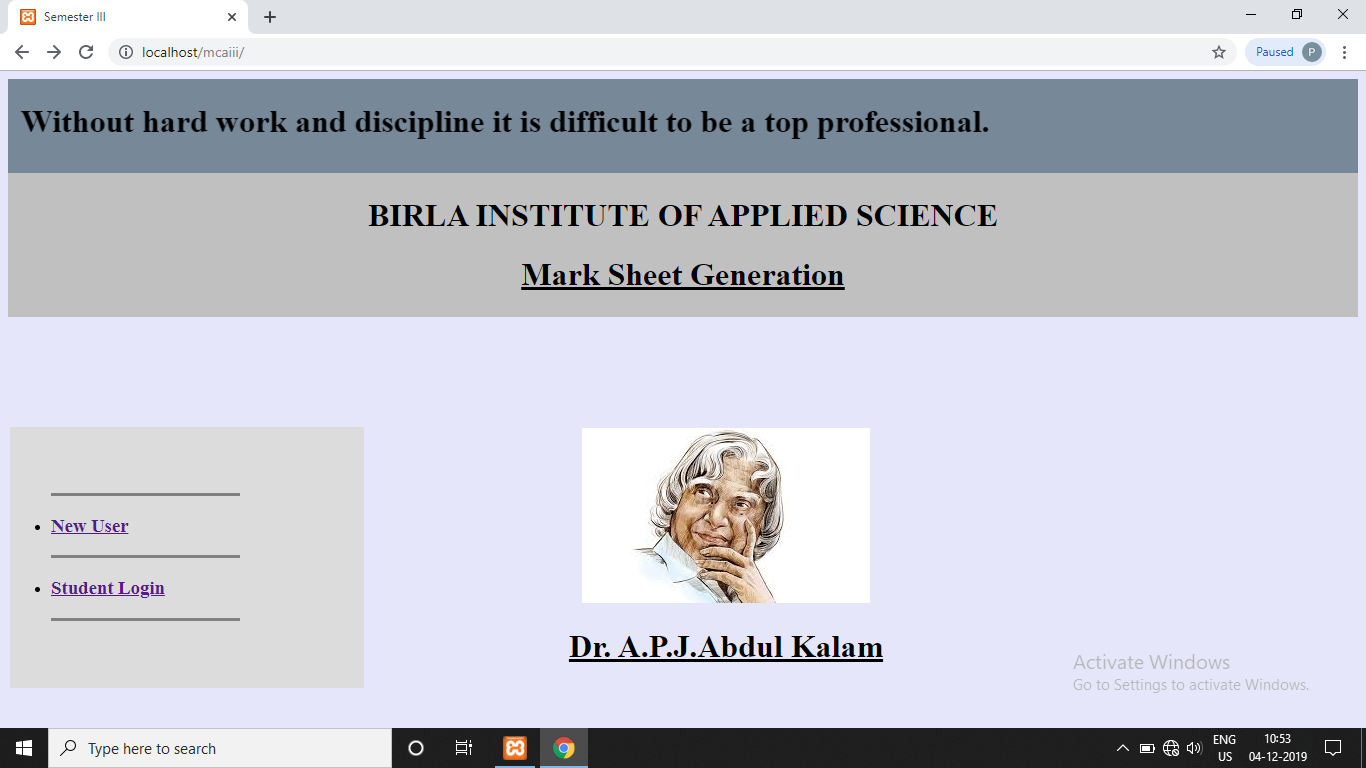 Semester III
localhost/mcaiii/
Paused P
Without hard work and discipline it is difficult to be a top professional.
BIRLA INSTITUTE OF APPLIED SCIENCE
Mark Sheet Generation
New User
Student Login
Dr. A.P.J.Abdul Kalam
Activate Windows
Go to Settings to activate Windows.
Type here to search
ENG
US
10:53
04-12-2019